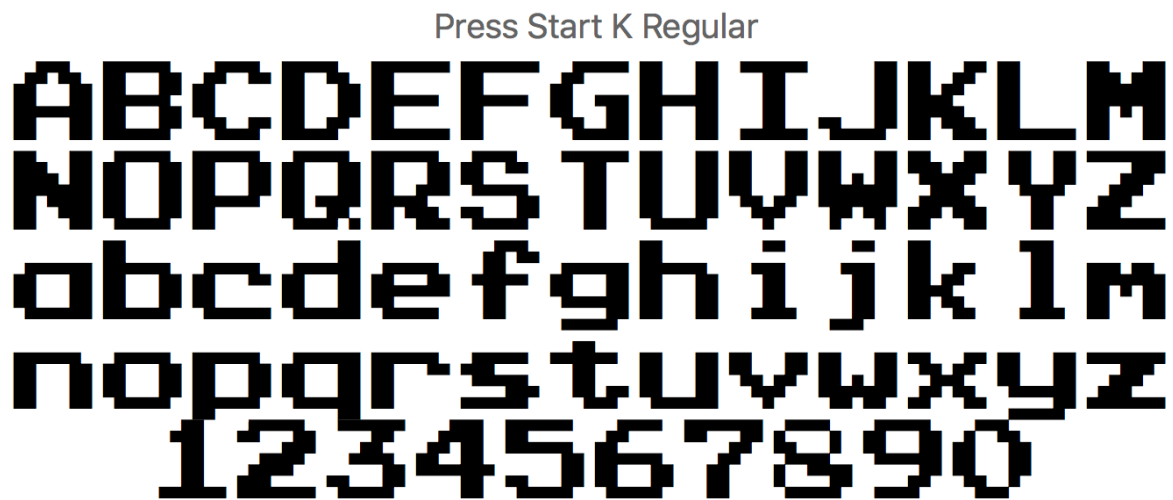 Press Start K Regular
ABCDEFGHIJKLM
NOPQRSTUVWXYZ
abcdefghijklm
nopqrstuvwxyz
1234567890